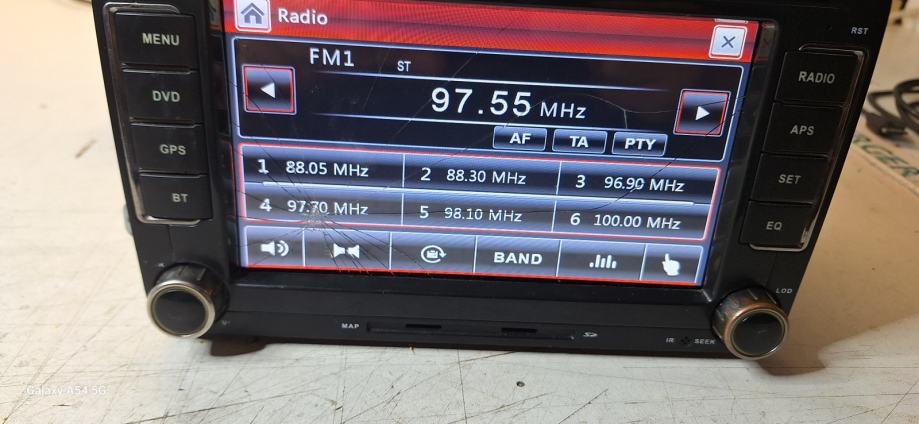 Radio
RST
MENU
DVD
GPS
BT
FM1
ST
97.55 MHz
AF TA PTY
1 88.05 MHz 2 88.30 MHz 3 96.90 MHz
4 97.70 MHz 5 98.10 MHz 6 100.00 MHz
BAND
RADIO
APS
SET
EQ
LOD
MAP
SD
IR SEEK
Galaxy A54 5G